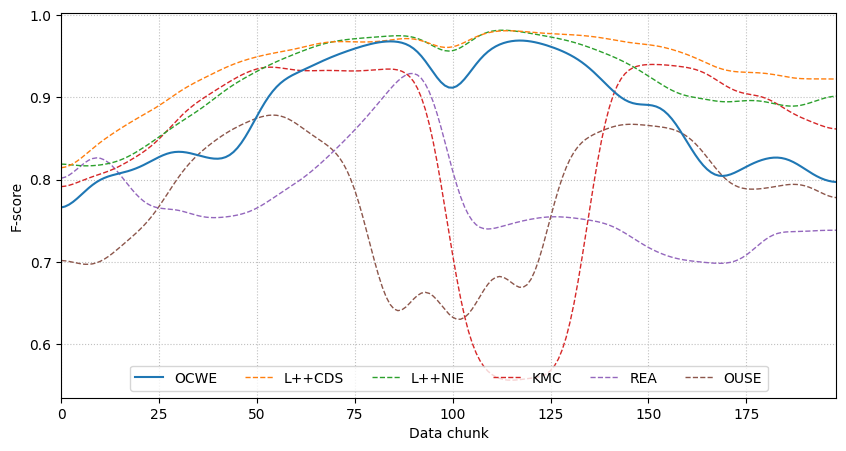 1.0
0.9
0.8
0.7
0.6
F-score
OCWE L++CDS L++NIE KMC REA OUSE
0 25 50 75 100 125 150 175
Data chunk